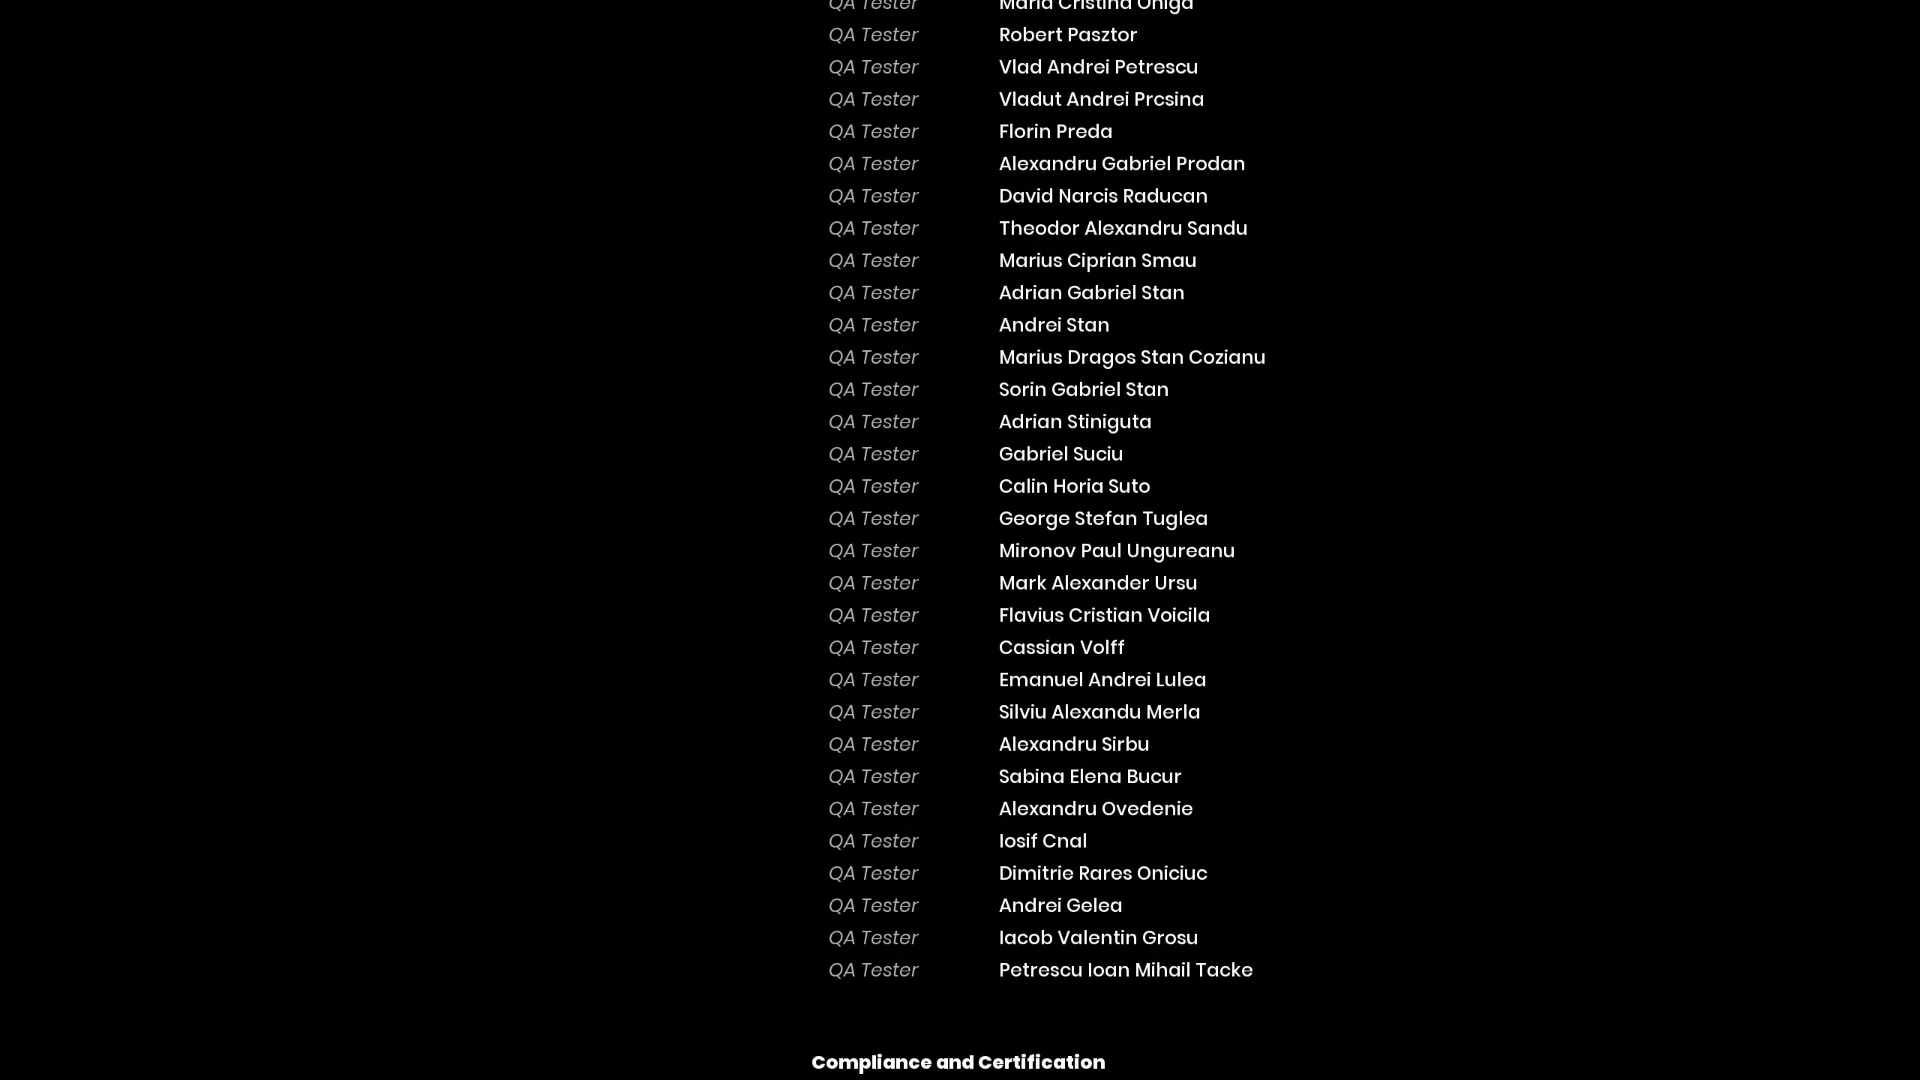 QA Tester Maria Cristina Oniga
QA Tester Robert Pasztor
QA Tester Vlad Andrei Petrescu
QA Tester Vladut Andrei Prcsina
QA Tester Florin Preda
QA Tester Alexandru Gabriel Prodan
QA Tester David Narcis Raducan
QA Tester Theodor Alexandru Sandu
QA Tester Marius Ciprian Smau
QA Tester Adrian Gabriel Stan
QA Tester Andrei Stan
QA Tester Marius Dragos Stan Cozianu
QA Tester Sorin Gabriel Stan
QA Tester Adrian Stiniguta
QA Tester Gabriel Suciu
QA Tester Calin Horia Suto
QA Tester George Stefan Tuglea
QA Tester Mironov Paul Ungureanu
QA Tester Mark Alexander Ursu
QA Tester Flavius Cristian Voicila
QA Tester Cassian Volff
QA Tester Emanuel Andrei Lulea
QA Tester Silviu Alexandu Merla
QA Tester Alexandru Sirbu
QA Tester Sabina Elena Bucur
QA Tester Alexandru Ovedenie
QA Tester Iosif Cnal
QA Tester Dimitrie Rares Oniciuc
QA Tester Andrei Gelea
QA Tester Iacob Valentin Grosu
QA Tester Petrescu Ioan Mihail Tacke
Compliance and Certification